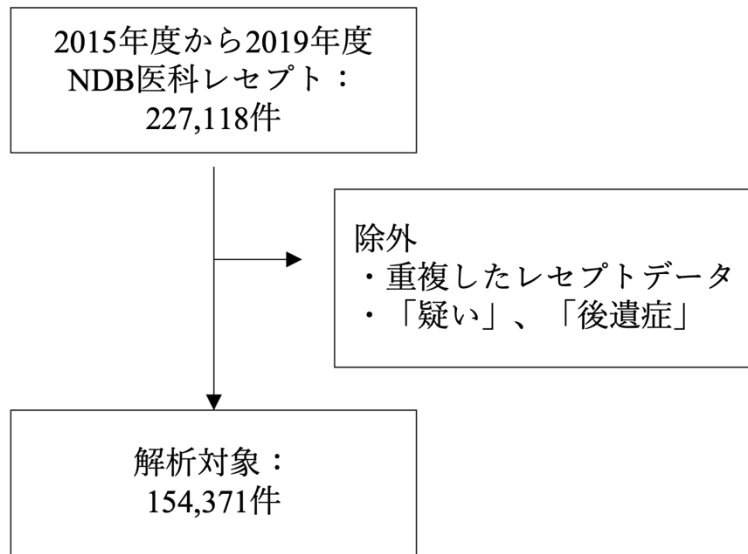 2015年度から2019年度
NDB医科レセプト：
227,118件
除外
・重複したレセプトデータ
・「疑い」、「後遺症」
解析対象：
154,371件